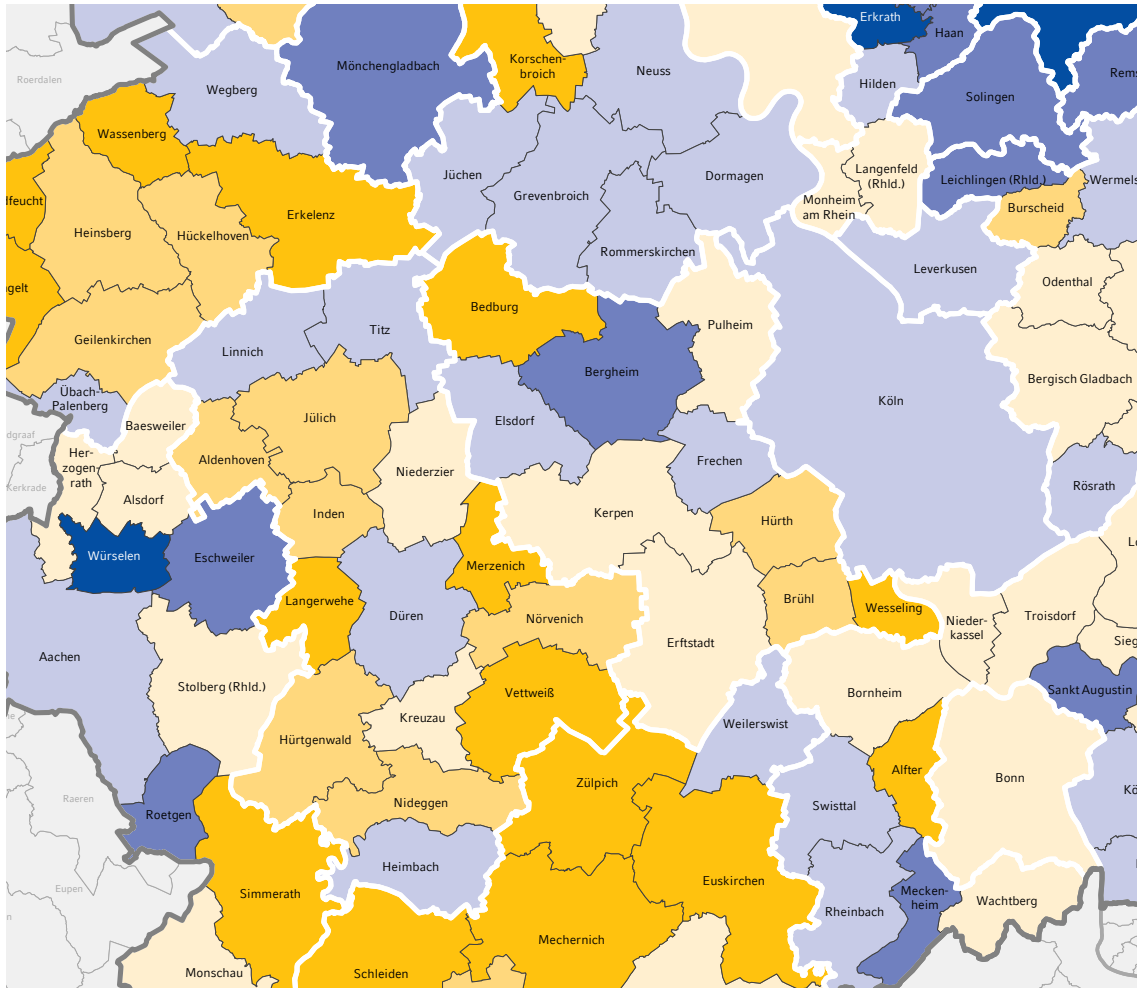 Erkrath
Haan
Roerdalen
Mönchengladbach
Korschen-
broich
Neuss
Rems
Wegberg
Hilden
Solingen
Wassenberg
Jüchen
Dormagen
Langenfeld
(Rhld.)
Leichlingen (Rhld.)
Wermels
lfeucht
Grevenbroich
Monheim
am Rhein
Burscheid
Erkelenz
Heinsberg
Hückelhoven
Rommerskirchen
Leverkusen
Odenthal
ngelt
Bedburg
Titz
Pulheim
Geilenkirchen
Linnich
Bergheim
Bergisch Gladbach
Übach-
Palenberg
Köln
Jülich
Elsdorf
Baesweiler
dgraaf
Her-
zogen-
rath
Aldenhoven
Frechen
Niederzier
Kerkrade
Alsdorf
Rösrath
Inden
Kerpen
Hürth
Lo
Würselen
Eschweiler
Merzenich
Langerwehe
Brühl
Wesseling
Düren
Nörvenich
Troisdorf
Nieder-
kassel
Erftstadt
Sieg
Aachen
Stolberg (Rhld.)
Vettweiß
Bornheim
Sankt Augustin
Kreuzau
Weilerswist
Hürtgenwald
Alfter
Bonn
Zülpich
Kö
Raeren
Nideggen
Swisttal
Roetgen
Heimbach
Euskirchen
Eupen
Simmerath
Mecken-
heim
Wachtberg
Rheinbach
Mechernich
Monschau
Schleiden